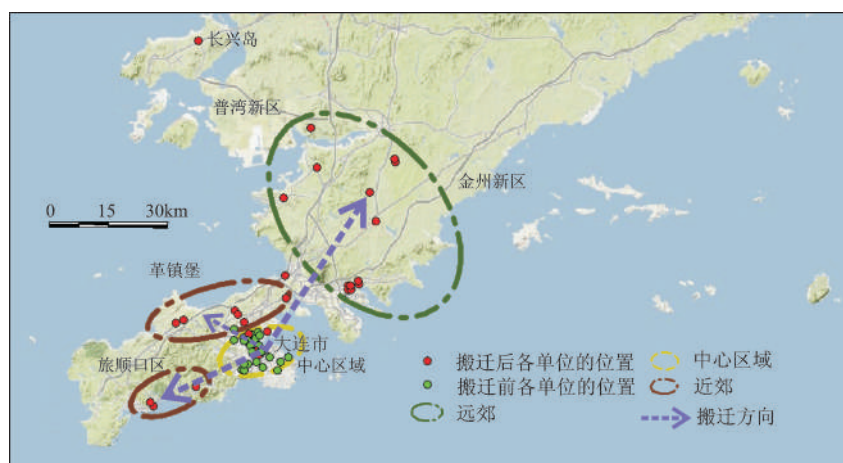 长兴岛
普湾新区
金州新区
0 15 30km
革镇堡
大连市
旅顺口区
中心区域
搬迁后各单位的位置
中心区域
搬迁前各单位的位置
近郊
远郊
搬迁方向